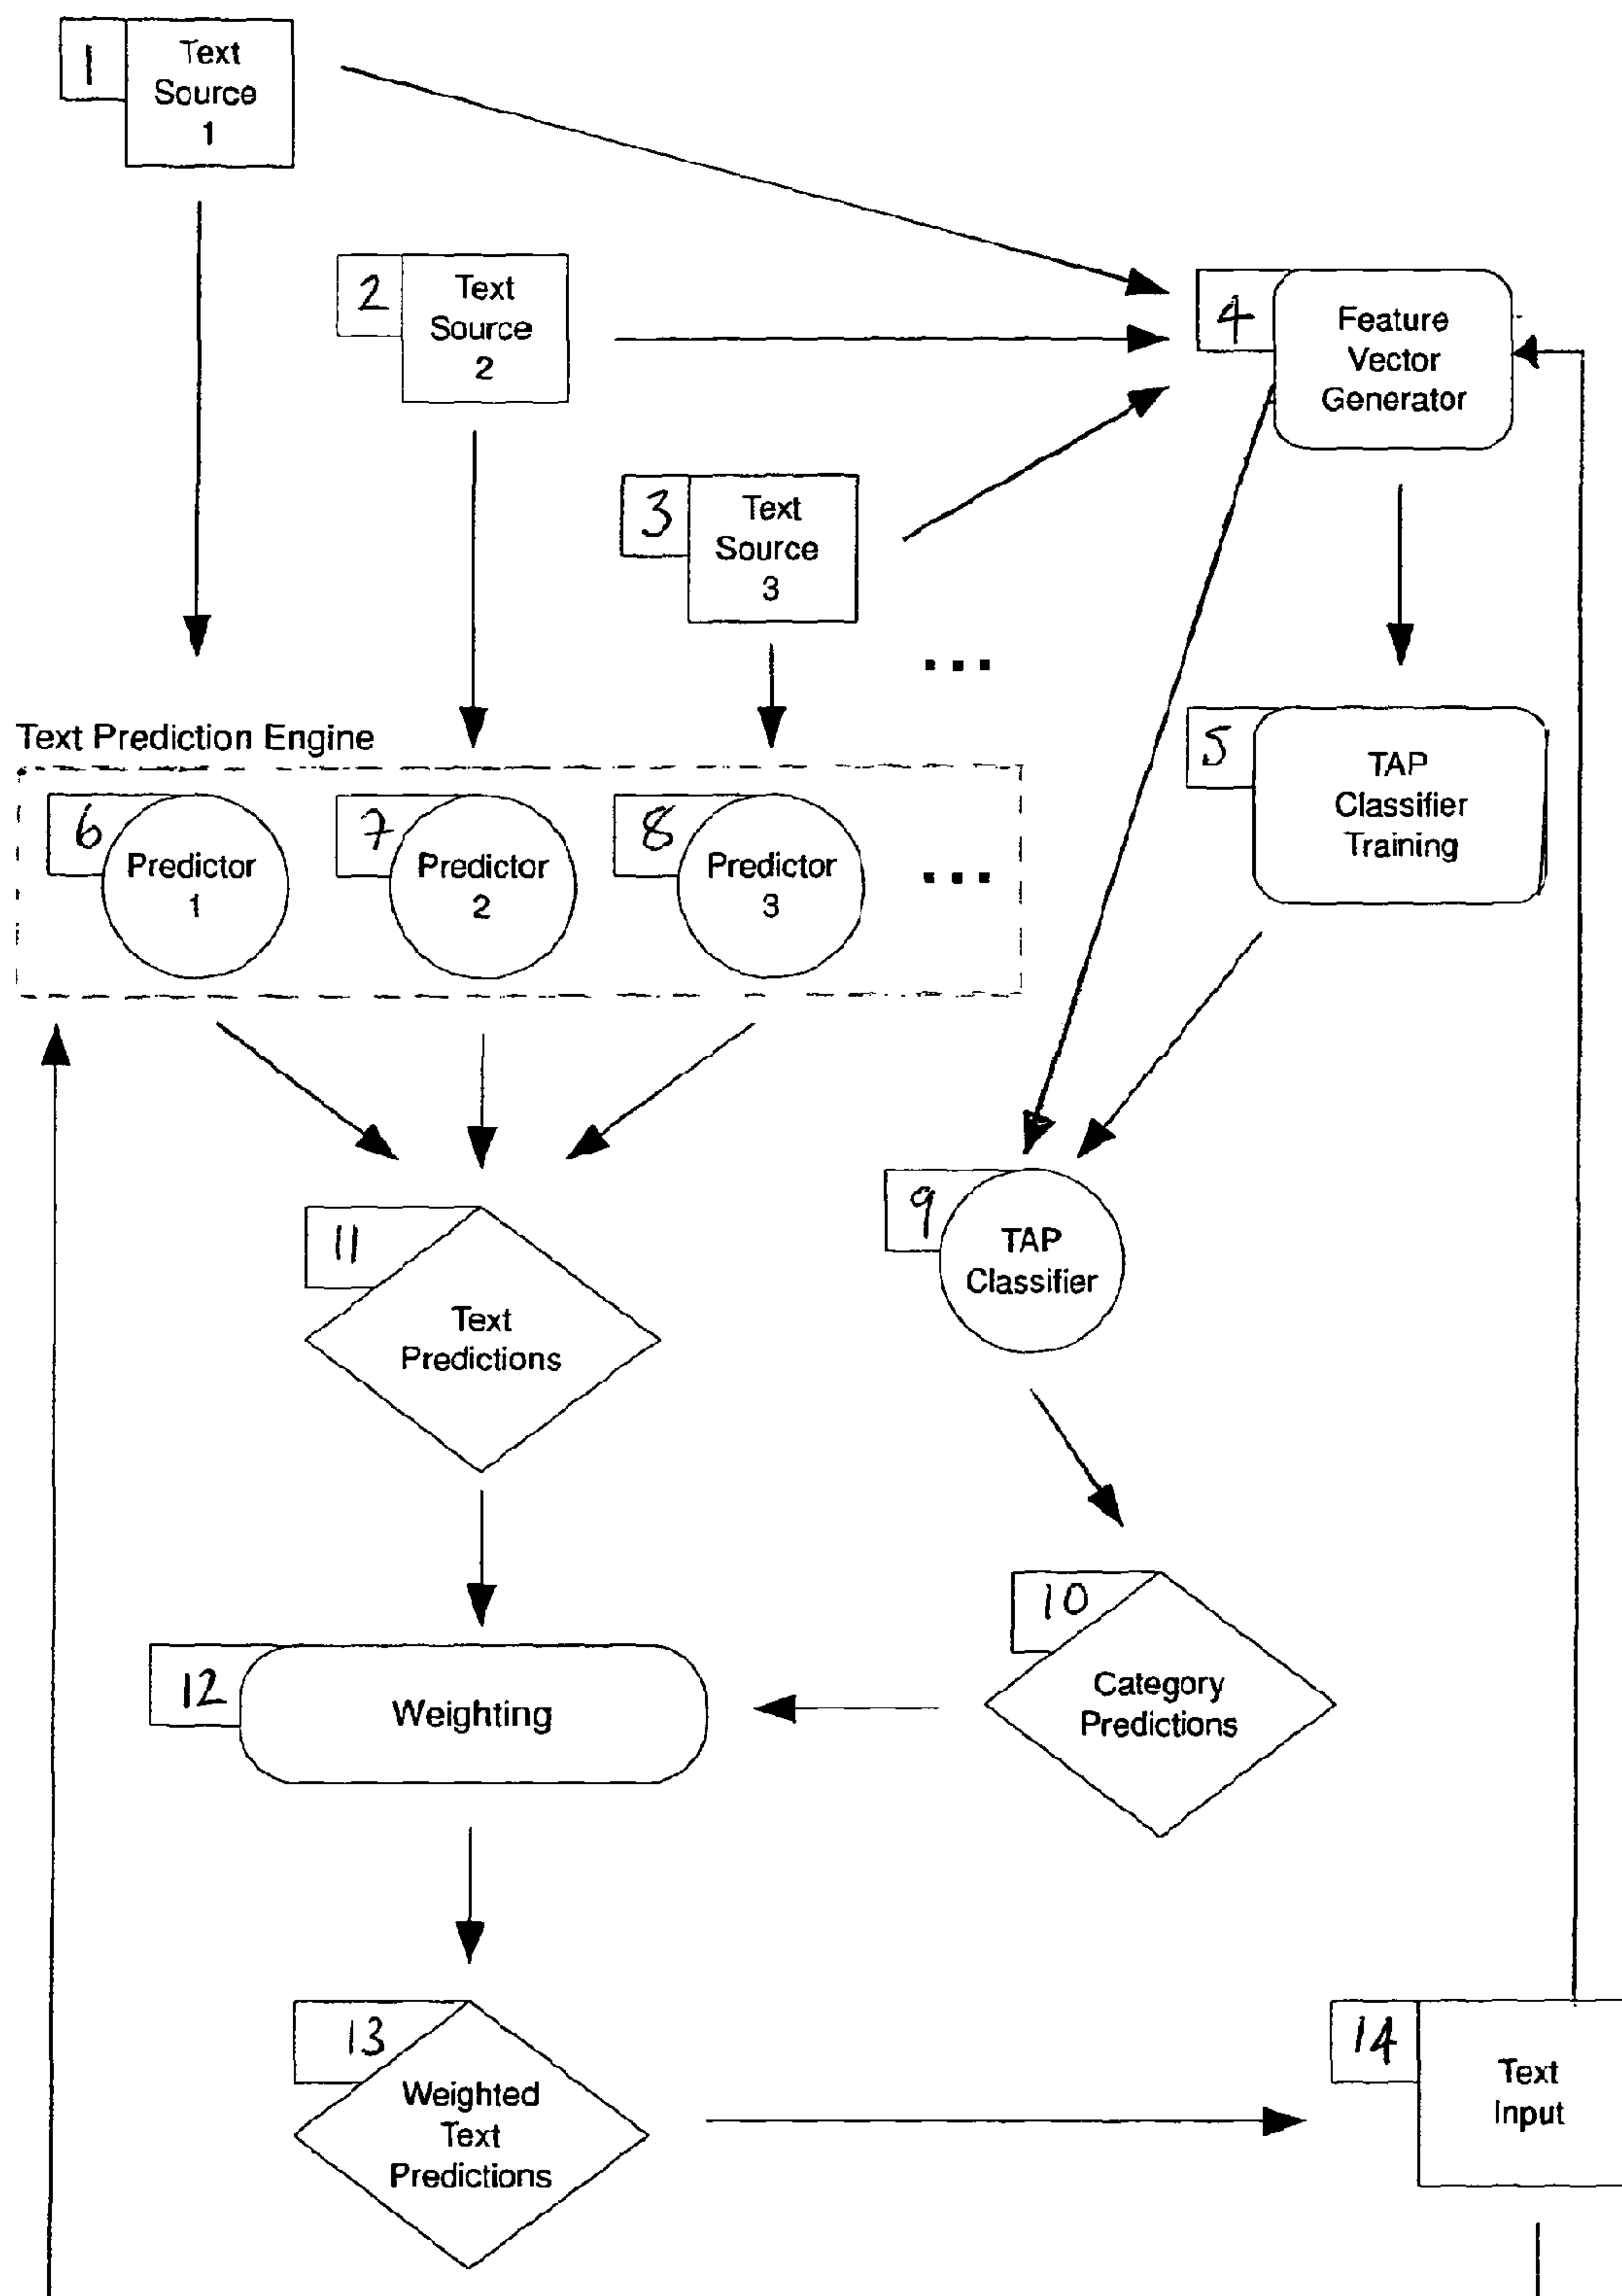 1
Text
Source
1
2
Text
Source
2
4
Feature
Vector
Generator
3
Text
Source
3
...
5
TAP
Classifier
Training
Text Prediction Engine
6
Predictor
1
7
Predictor
2
8
Predictor
3
...
9
TAP
Classifier
11
Text
Predictions
10
Category
Predictions
12
Weighting
13
Weighted
Text
Predictions
14
Text
Input